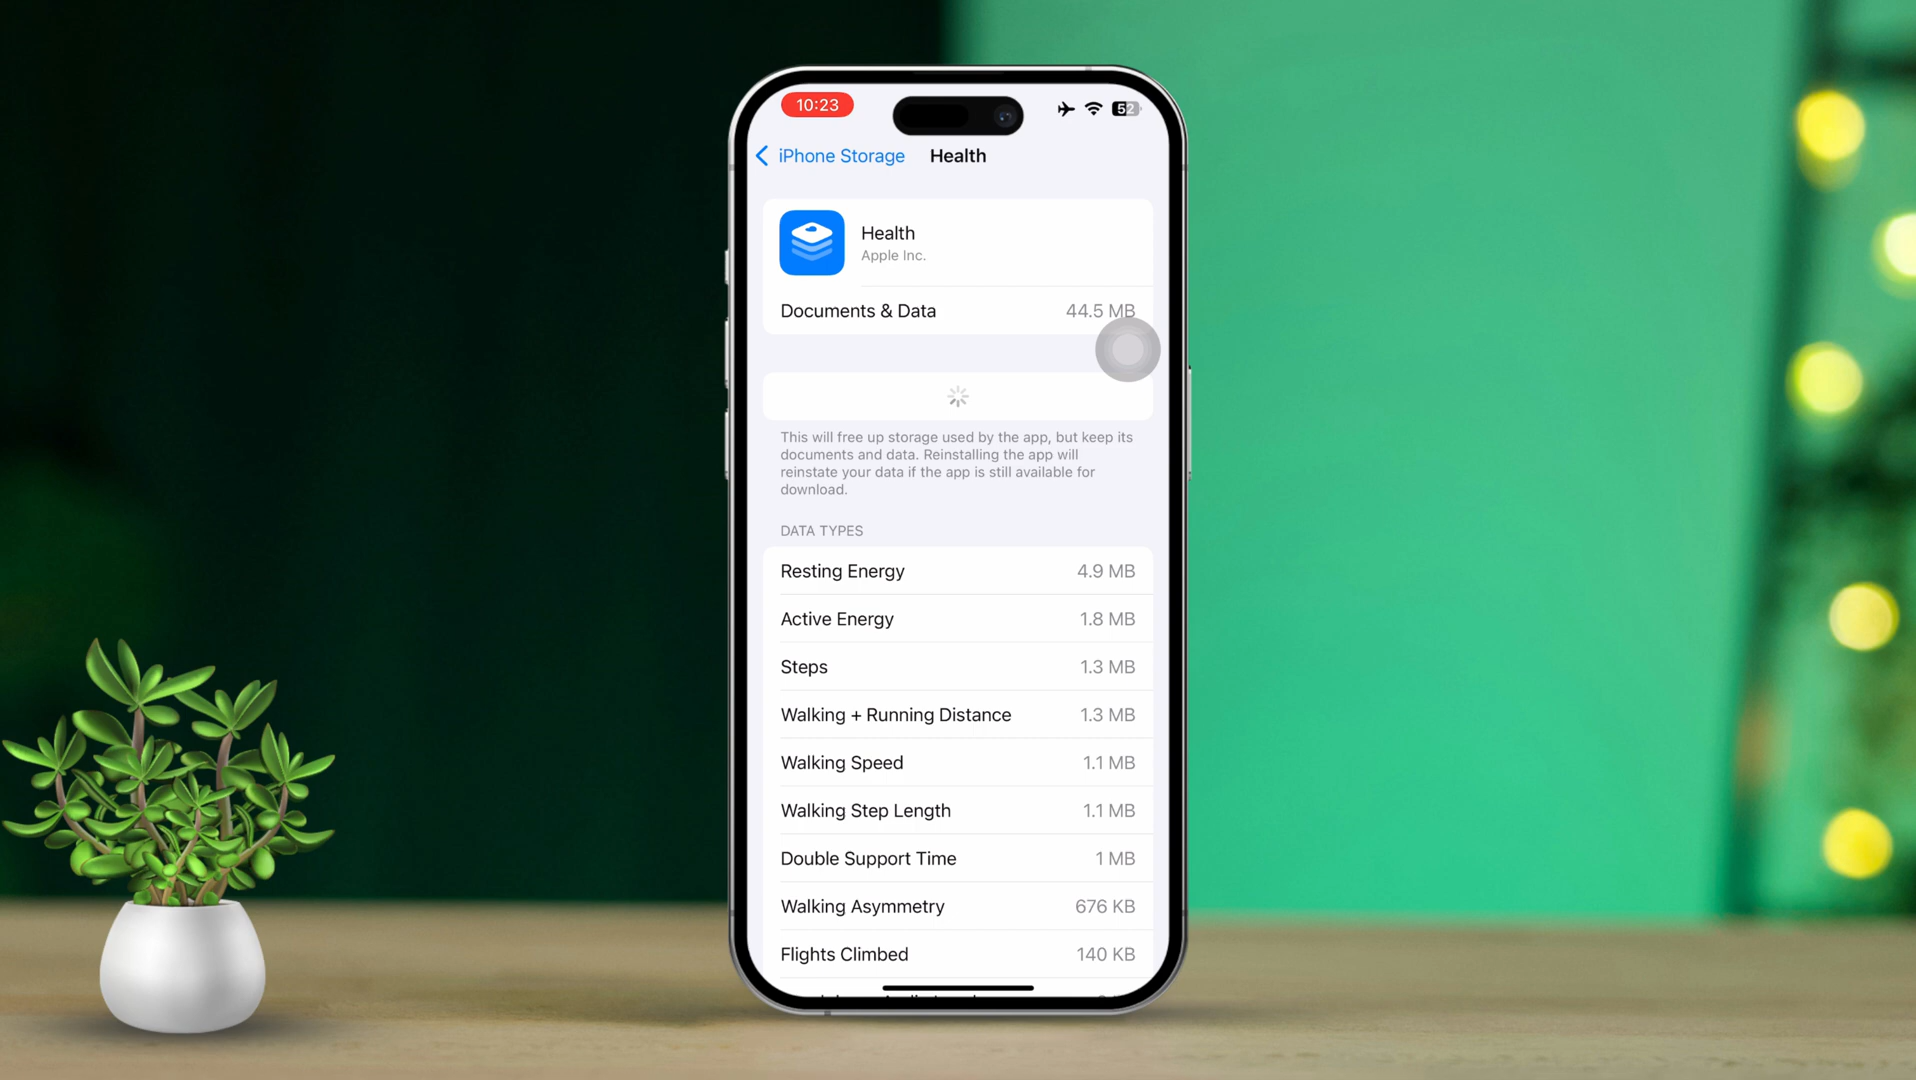 10:23
52
iPhone Storage Health
Health
Apple Inc.
Documents & Data 44.5 MB
This will free up storage used by the app, but keep its
documents and data. Reinstalling the app will
reinstate your data if the app is still available for
download.
DATA TYPES
Resting Energy 4.9 MB
Active Energy 1.8 MB
Steps 1.3 MB
Walking + Running Distance 1.3 MB
Walking Speed 1.1 MB
Walking Step Length 1.1 MB
Double Support Time 1 MB
Walking Asymmetry 676 KB
Flights Climbed 140 KB